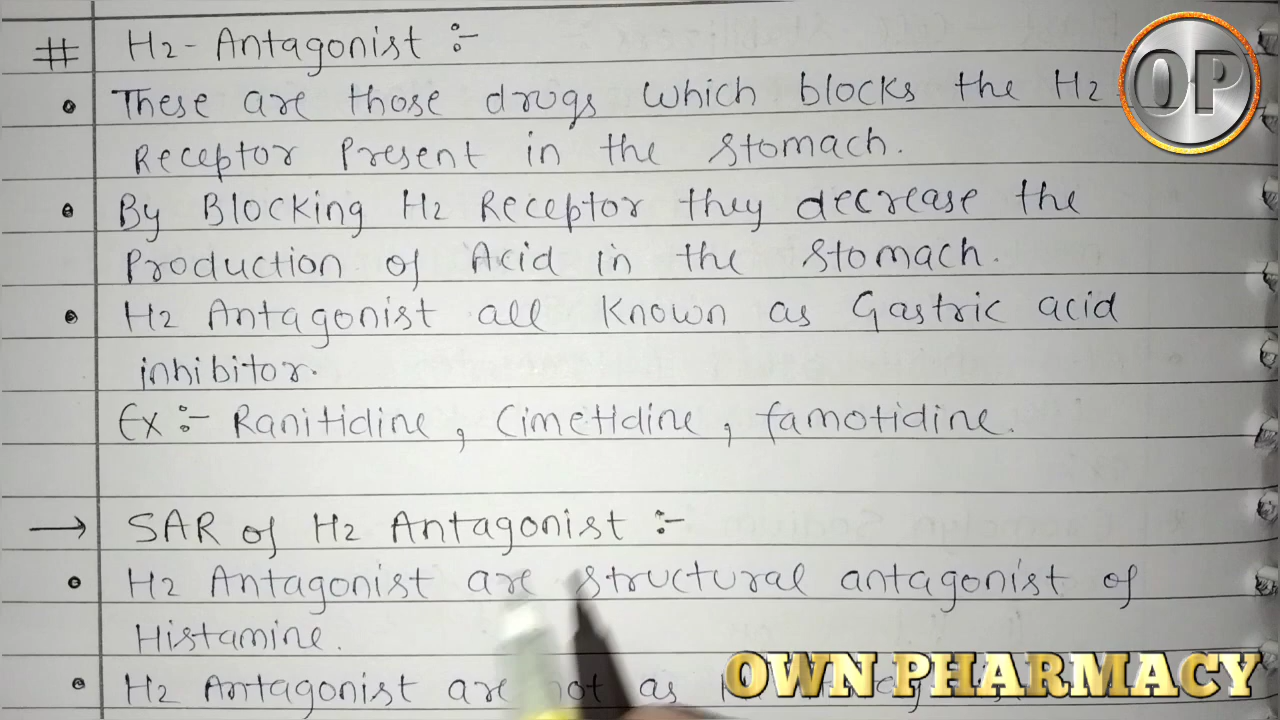 # H2-Antagonist :-
• These are those drugs which blocks the H2
Receptor Present in the stomach.
• By Blocking H2 Receptor they decrease the
Production of Acid in the stomach.
• H2 Antagonist all known as Gastric acid
inhibitor.
Ex :- Ranitidine, Cimetidine, famotidine.
→ SAR of H2 Antagonist :-
• H2 Antagonist are structural antagonist of
Histamine.
• H2 Antagonist are not as
OP
OWN PHARMACY